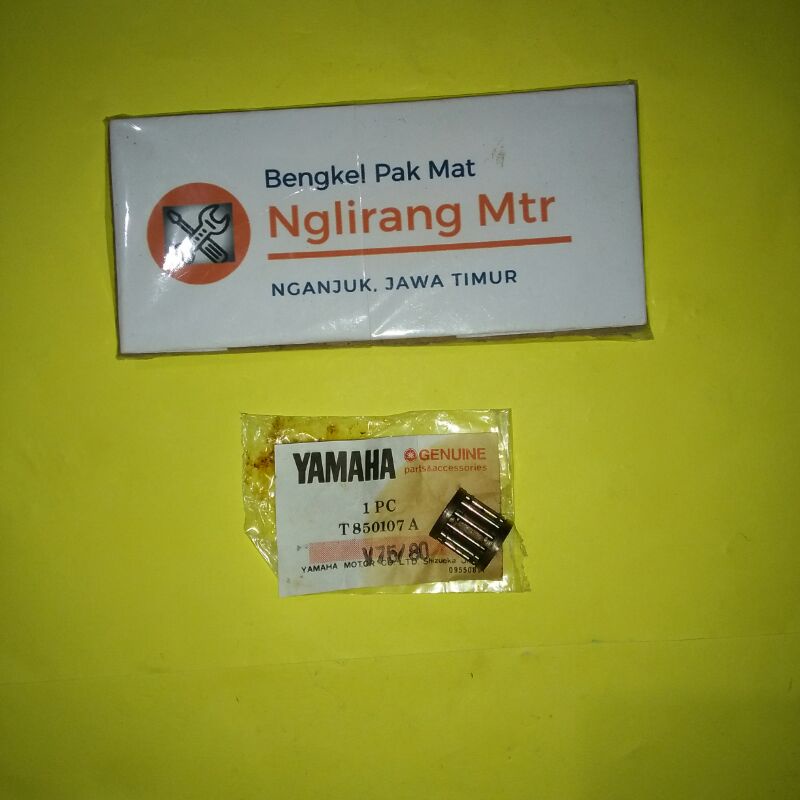 Bengkel Pak Mat
Nglirang Mtr
NGANJUK, JAWA TIMUR
YAMAHA GENUINE
parts&accessories
1 PC
T850107A
V75/80
YAMAHA MOTOR CO LTD. Shizuoka